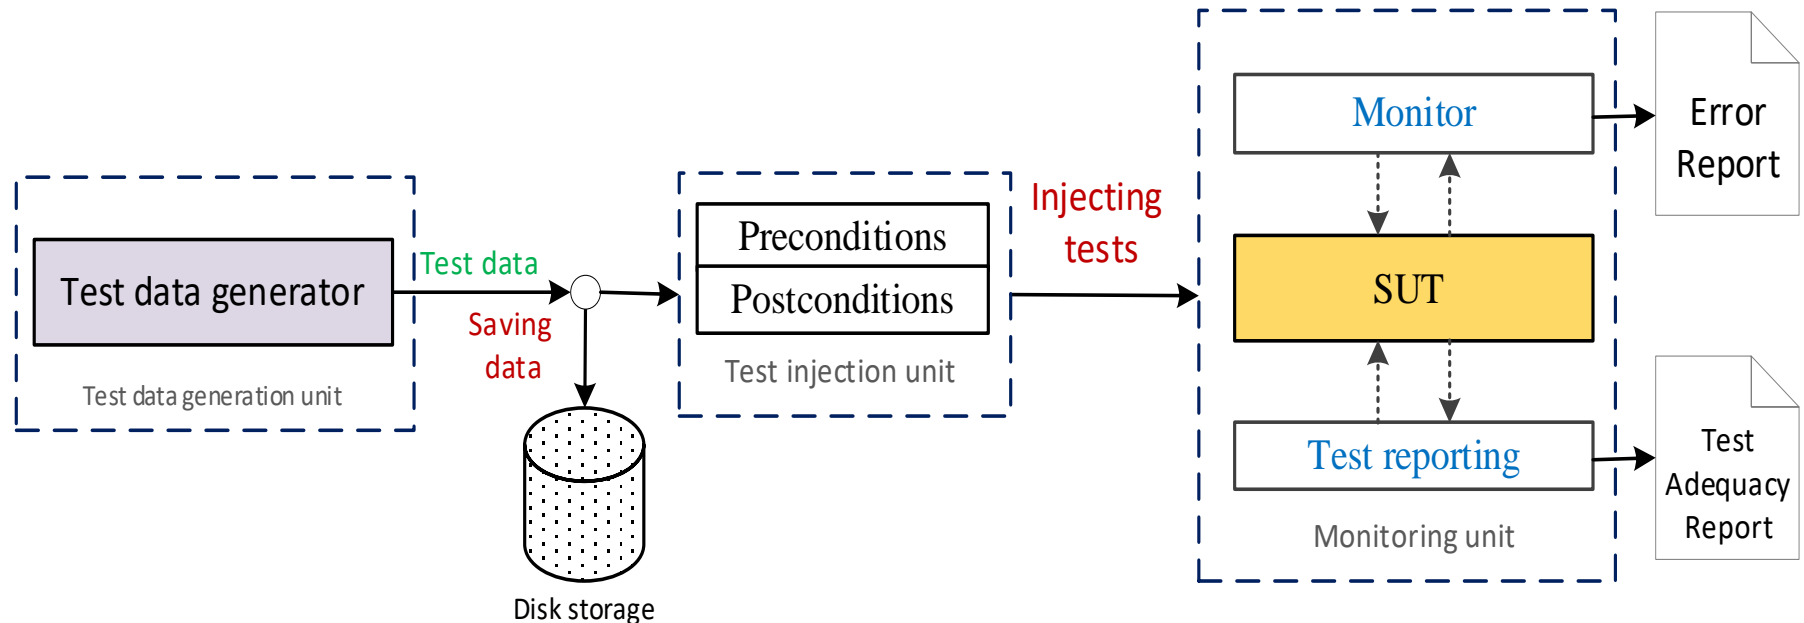 Test data generator
Test data generation unit
Test data
Saving
data
Disk storage
Preconditions
Postconditions
Test injection unit
Injecting
tests
Monitor
SUT
Test reporting
Monitoring unit
Error
Report
Test
Adequacy
Report